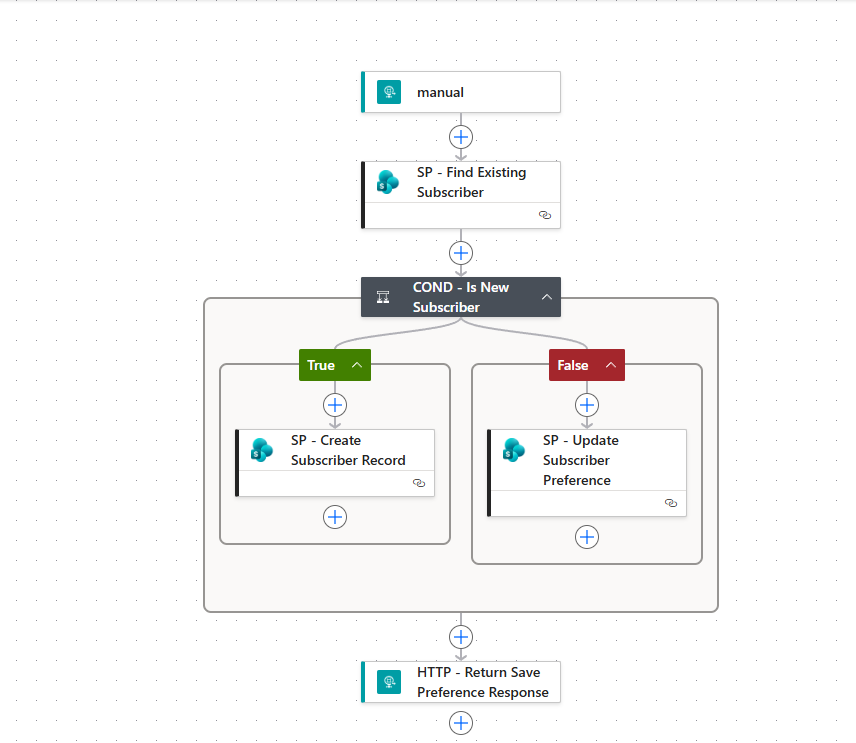 manual
SP - Find Existing
Subscriber
COND - Is New
Subscriber
True
False
SP - Create
Subscriber Record
SP - Update
Subscriber
Preference
HTTP - Return Save
Preference Response